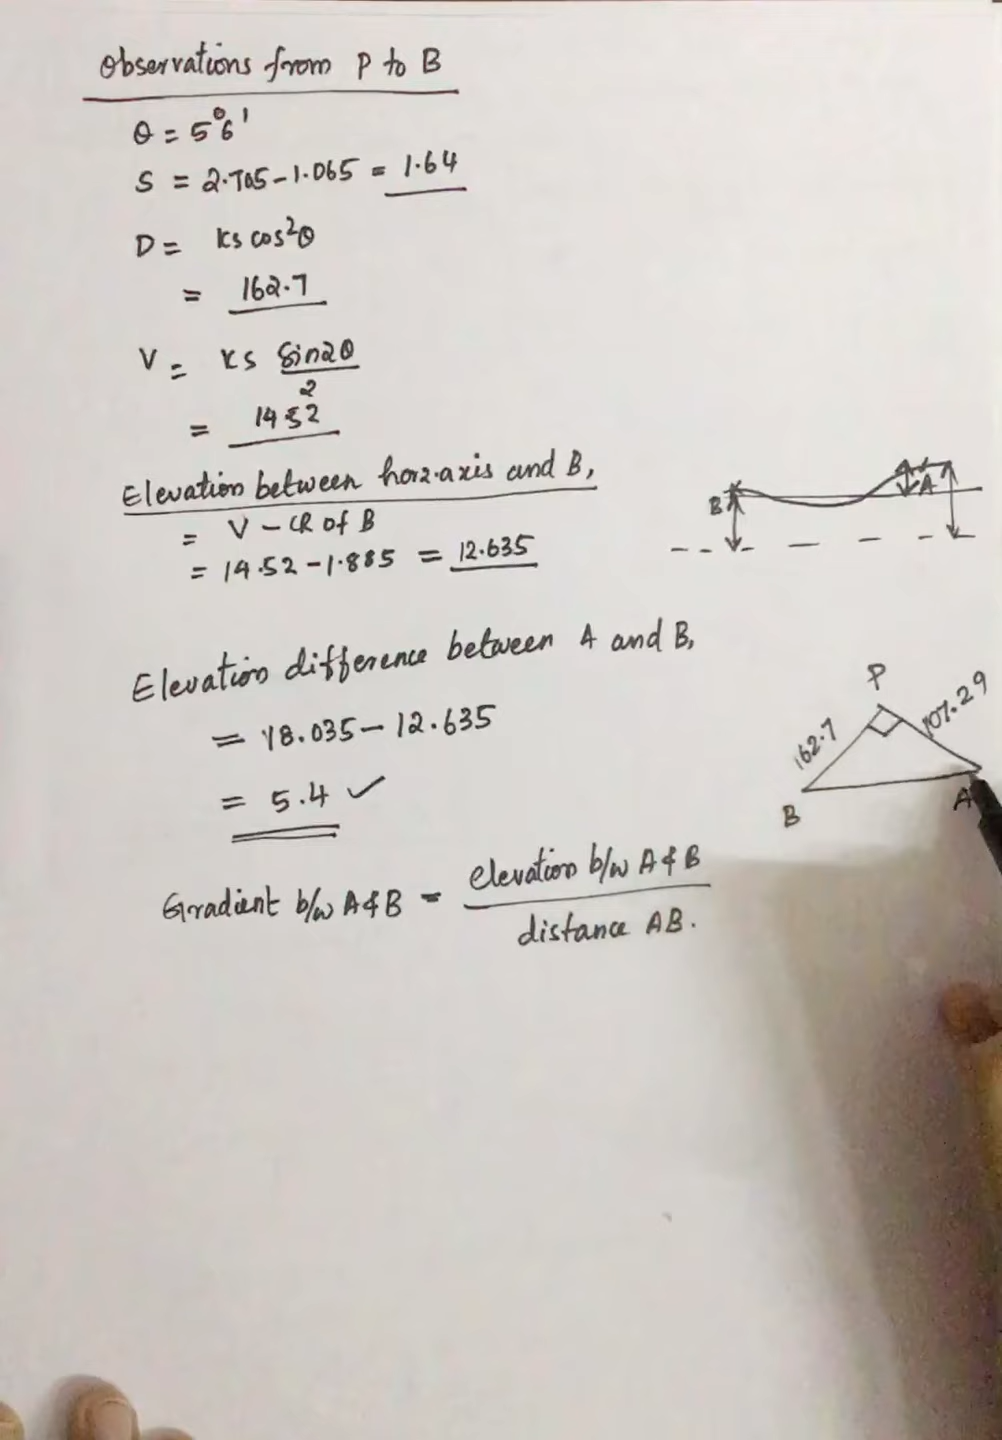 Observations from P to B
θ = 5°6'
S = 2.705-1.065 = 1.64
D = ks cos²θ
= 162.7
V = ks sin2θ
2
= 14.52
Elevation between horz.axis and B,
= V - CR of B
= 14.52-1.885 = 12.635
B A
Elevation difference between A and B,
= 18.035-12.635
= 5.4 ✓
P
162.7 107.29
B A
Gradient b/w A&B = elevation b/w A&B
distance AB.